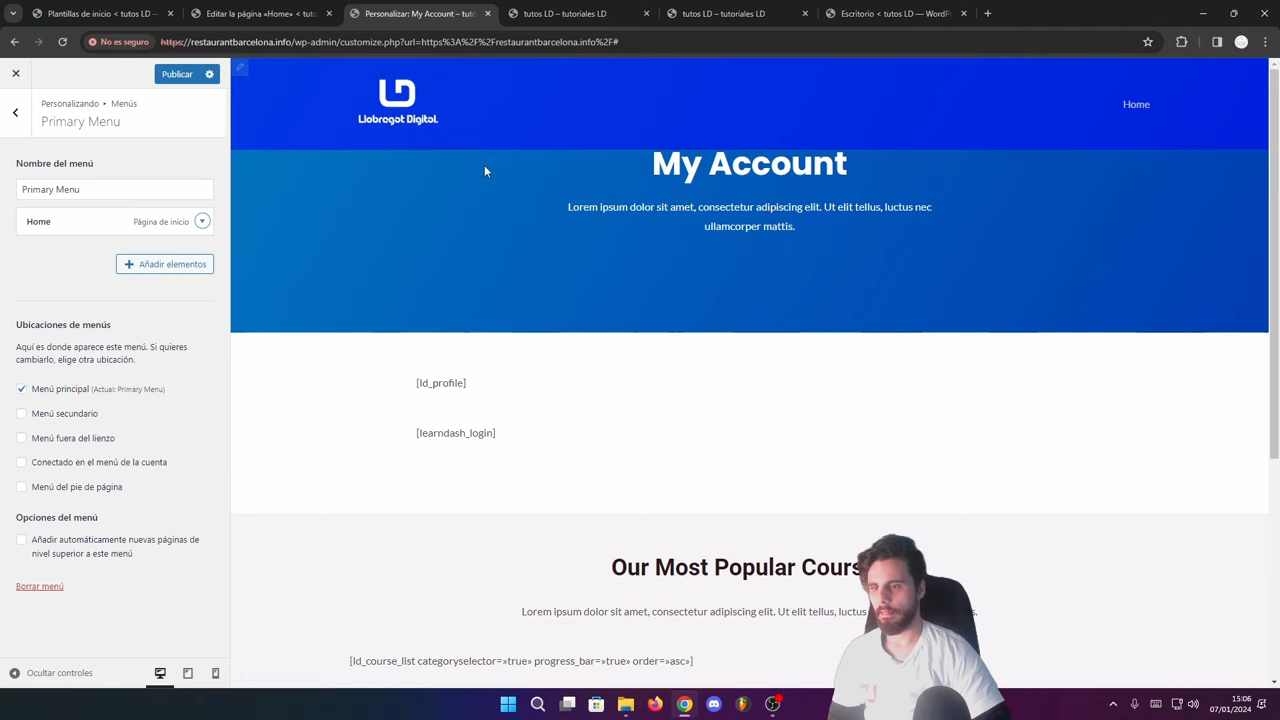 Plantillas de inicio < tutos LD
Editar la página «Home» < tutos
Personalizar: My Account – tuto
tutos LD – tutoriales LD
tutos LD – tutoriales LD
Escritorio < tutos LD — WordPr
No es seguro
https://restaurantbarcelona.info/wp-admin/customize.php?url=https%3A%2F%2Frestaurantbarcelona.info%2F#
Publicar
Personalizando ▸ Menús
Primary Menu
Nombre del menú
Primary Menu
Home
Página de inicio
Añadir elementos
Ubicaciones de menús
Aquí es donde aparece este menú. Si quieres
cambiarlo, elige otra ubicación.
Menú principal (Actual: Primary Menu)
Menú secundario
Menú fuera del lienzo
Conectado en el menú de la cuenta
Menú del pie de página
Opciones del menú
Añadir automáticamente nuevas páginas de
nivel superior a este menú
Borrar menú
Ocultar controles
Llobregat Digital.
Home
My Account
Lorem ipsum dolor sit amet, consectetur adipiscing elit. Ut elit tellus, luctus nec
ullamcorper mattis.
[ld_profile]
[learndash_login]
Our Most Popular Cours
Lorem ipsum dolor sit amet, consectetur adipiscing elit. Ut elit tellus, luctus
[ld_course_list categoryselector=»true» progress_bar=»true» order=»asc»]
15:06
07/01/2024